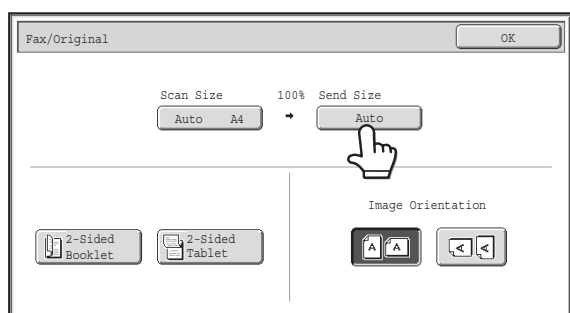 Fax/Original
OK
Scan Size 100% Send Size
Auto A4 Auto
2-Sided
Booklet
2-Sided
Tablet
Image Orientation
A A A A